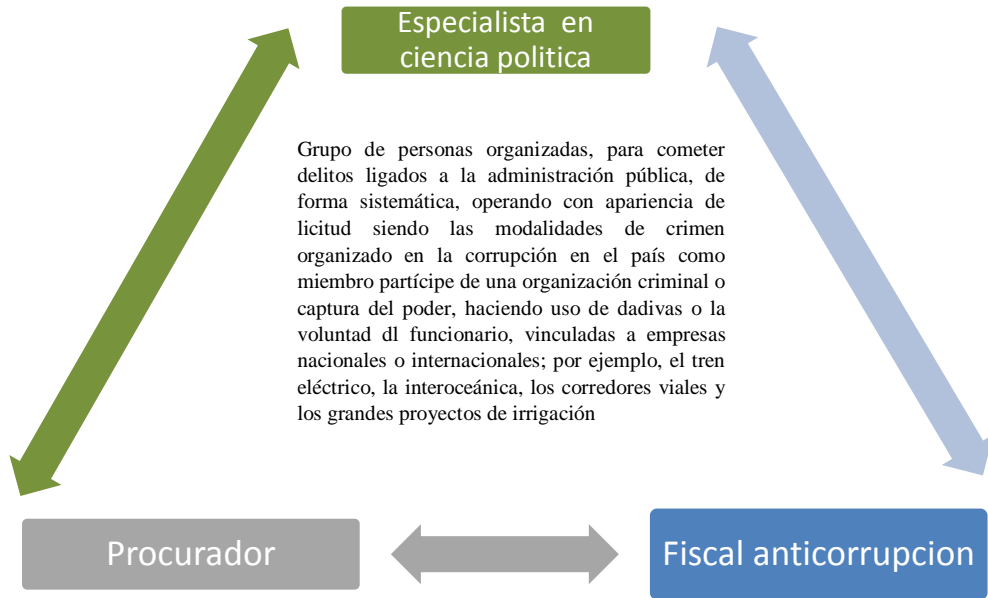 Especialista en
ciencia politica
Grupo de personas organizadas, para cometer
delitos ligados a la administración pública, de
forma sistemática, operando con apariencia de
licitud siendo las modalidades de crimen
organizado en la corrupción en el país como
miembro partícipe de una organización criminal o
captura del poder, haciendo uso de dadivas o la
voluntad dl funcionario, vinculadas a empresas
nacionales o internacionales; por ejemplo, el tren
eléctrico, la interoceánica, los corredores viales y
los grandes proyectos de irrigación
Procurador
Fiscal anticorrupcion